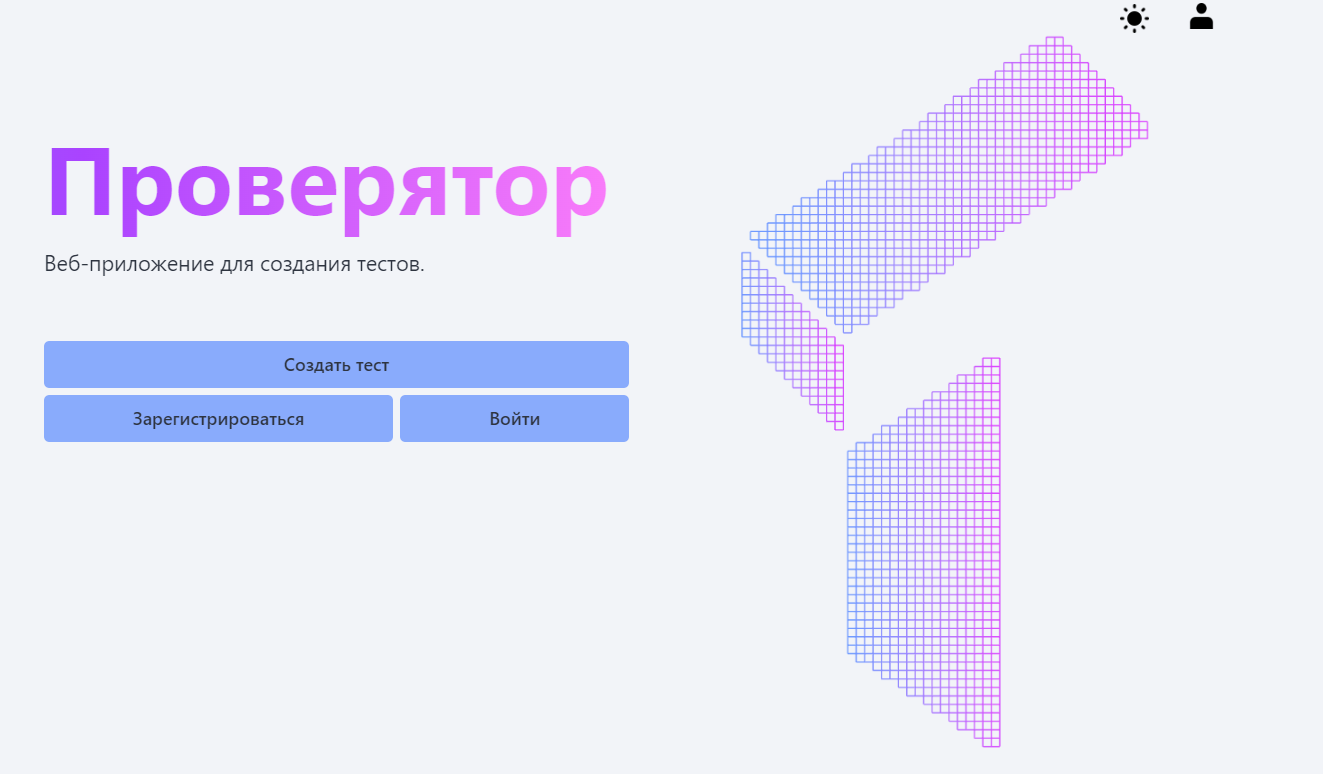 Проверятор
Веб-приложение для создания тестов.
Создать тест
Зарегистрироваться
Войти